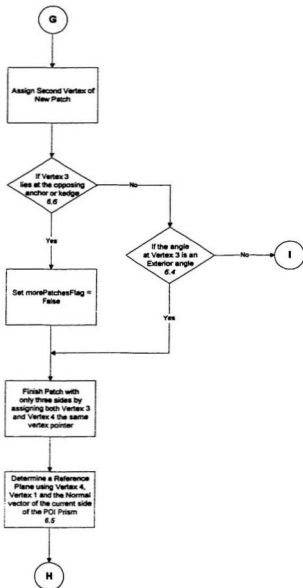 G
Assign Second Vertex of
New Patch
If Vertex 3
lies at the opposing
anchor or kedge
6.6
No
Yes
If the angle
at Vertex 3 is an
Exterior angle
6.4
No
I
Set morePatchesFlag =
False
Yes
Finish Patch with
only three sides by
assigning both Vertex 3
and Vertex 4 the same
vertex pointer
Determine a Reference
Plane using Vertex 4,
Vertex 1 and the Normal
vector of the current side
of the POI Prism
6.5
H